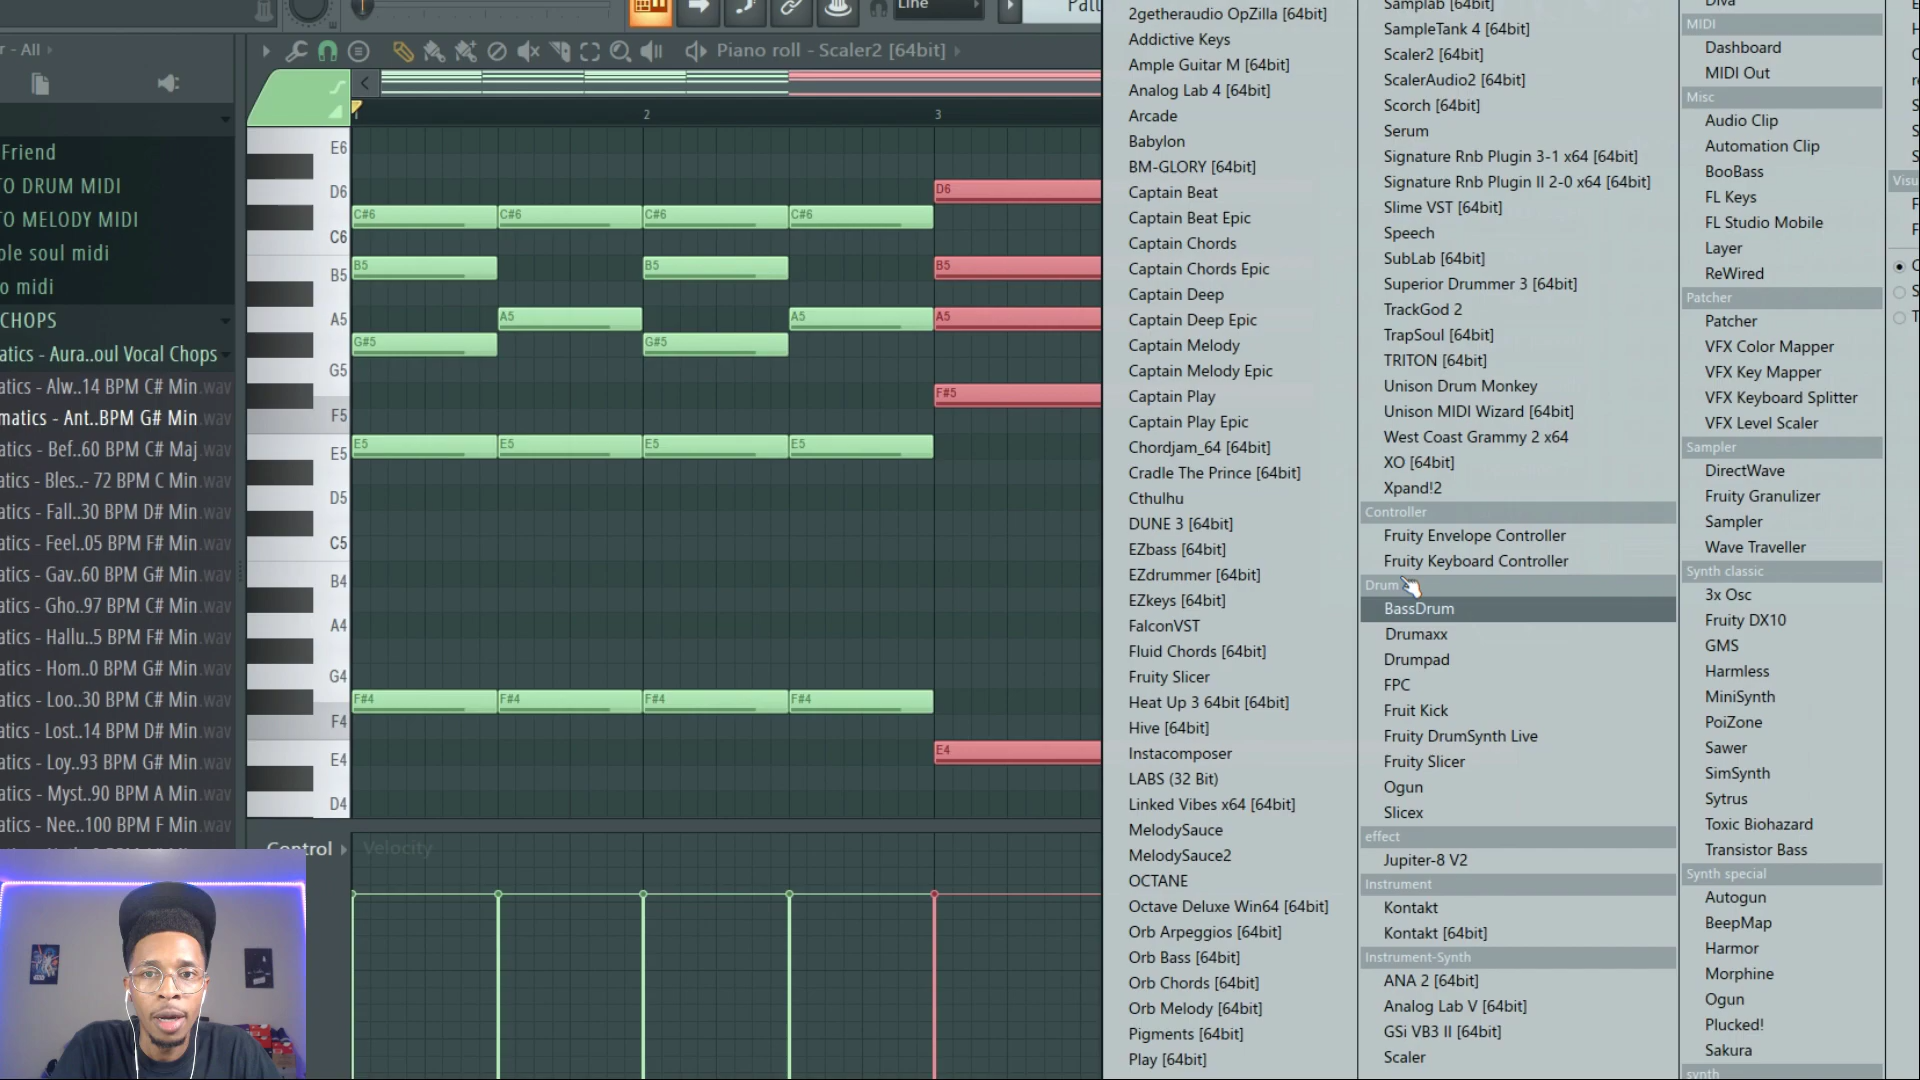 Line
Patt
r - All
Piano roll - Scaler2 [64bit]
1
2
3
Friend
TO DRUM MIDI
TO MELODY MIDI
ple soul midi
o midi
CHOPS
atics - Aura..oul Vocal Chops
atics - Alw..14 BPM C# Min.wav
matics - Ant..BPM G# Min.wav
atics - Bef..60 BPM C# Maj.wav
atics - Bles..- 72 BPM C Min.wav
atics - Fall..30 BPM D# Min.wav
atics - Feel..05 BPM F# Min.wav
atics - Gav..60 BPM G# Min.wav
atics - Gho..97 BPM C# Min.wav
atics - Hallu..5 BPM F# Min.wav
atics - Hom..0 BPM G# Min.wav
atics - Loo..30 BPM C# Min.wav
atics - Lost..14 BPM D# Min.wav
atics - Loy..93 BPM G# Min.wav
atics - Myst..90 BPM A Min.wav
atics - Nee..100 BPM F Min.wav
E6
D6
C6
B5
A5
G5
F5
E5
D5
C5
B4
A4
G4
F4
E4
D4
D6
C#6 C#6 C#6 C#6
B5 B5 B5
A5 A5 A5
G#5 G#5
F#5
E5 E5 E5 E5
F#4 F#4 F#4 F#4
E4
Control
Velocity
2getheraudio OpZilla [64bit]
Addictive Keys
Ample Guitar M [64bit]
Analog Lab 4 [64bit]
Arcade
Babylon
BM-GLORY [64bit]
Captain Beat
Captain Beat Epic
Captain Chords
Captain Chords Epic
Captain Deep
Captain Deep Epic
Captain Melody
Captain Melody Epic
Captain Play
Captain Play Epic
Chordjam_64 [64bit]
Cradle The Prince [64bit]
Cthulhu
DUNE 3 [64bit]
EZbass [64bit]
EZdrummer [64bit]
EZkeys [64bit]
FalconVST
Fluid Chords [64bit]
Fruity Slicer
Heat Up 3 64bit [64bit]
Hive [64bit]
Instacomposer
LABS (32 Bit)
Linked Vibes x64 [64bit]
MelodySauce
MelodySauce2
OCTANE
Octave Deluxe Win64 [64bit]
Orb Arpeggios [64bit]
Orb Bass [64bit]
Orb Chords [64bit]
Orb Melody [64bit]
Pigments [64bit]
Play [64bit]
Samplab [64bit]
SampleTank 4 [64bit]
Scaler2 [64bit]
ScalerAudio2 [64bit]
Scorch [64bit]
Serum
Signature Rnb Plugin 3-1 x64 [64bit]
Signature Rnb Plugin II 2-0 x64 [64bit]
Slime VST [64bit]
Speech
SubLab [64bit]
Superior Drummer 3 [64bit]
TrackGod 2
TrapSoul [64bit]
TRITON [64bit]
Unison Drum Monkey
Unison MIDI Wizard [64bit]
West Coast Grammy 2 x64
XO [64bit]
Xpand!2
Controller
Fruity Envelope Controller
Fruity Keyboard Controller
Drum
BassDrum
Drumaxx
Drumpad
FPC
Fruit Kick
Fruity DrumSynth Live
Fruity Slicer
Ogun
Slicex
effect
Jupiter-8 V2
Instrument
Kontakt
Kontakt [64bit]
Instrument-Synth
ANA 2 [64bit]
Analog Lab V [64bit]
GSi VB3 II [64bit]
Scaler
Diva
MIDI
Dashboard
MIDI Out
Misc
Audio Clip
Automation Clip
BooBass
FL Keys
FL Studio Mobile
Layer
ReWired
Patcher
Patcher
VFX Color Mapper
VFX Key Mapper
VFX Keyboard Splitter
VFX Level Scaler
Sampler
DirectWave
Fruity Granulizer
Sampler
Wave Traveller
Synth classic
3x Osc
Fruity DX10
GMS
Harmless
MiniSynth
PoiZone
Sawer
SimSynth
Sytrus
Toxic Biohazard
Transistor Bass
Synth special
Autogun
BeepMap
Harmor
Morphine
Ogun
Plucked!
Sakura
synth
Visu